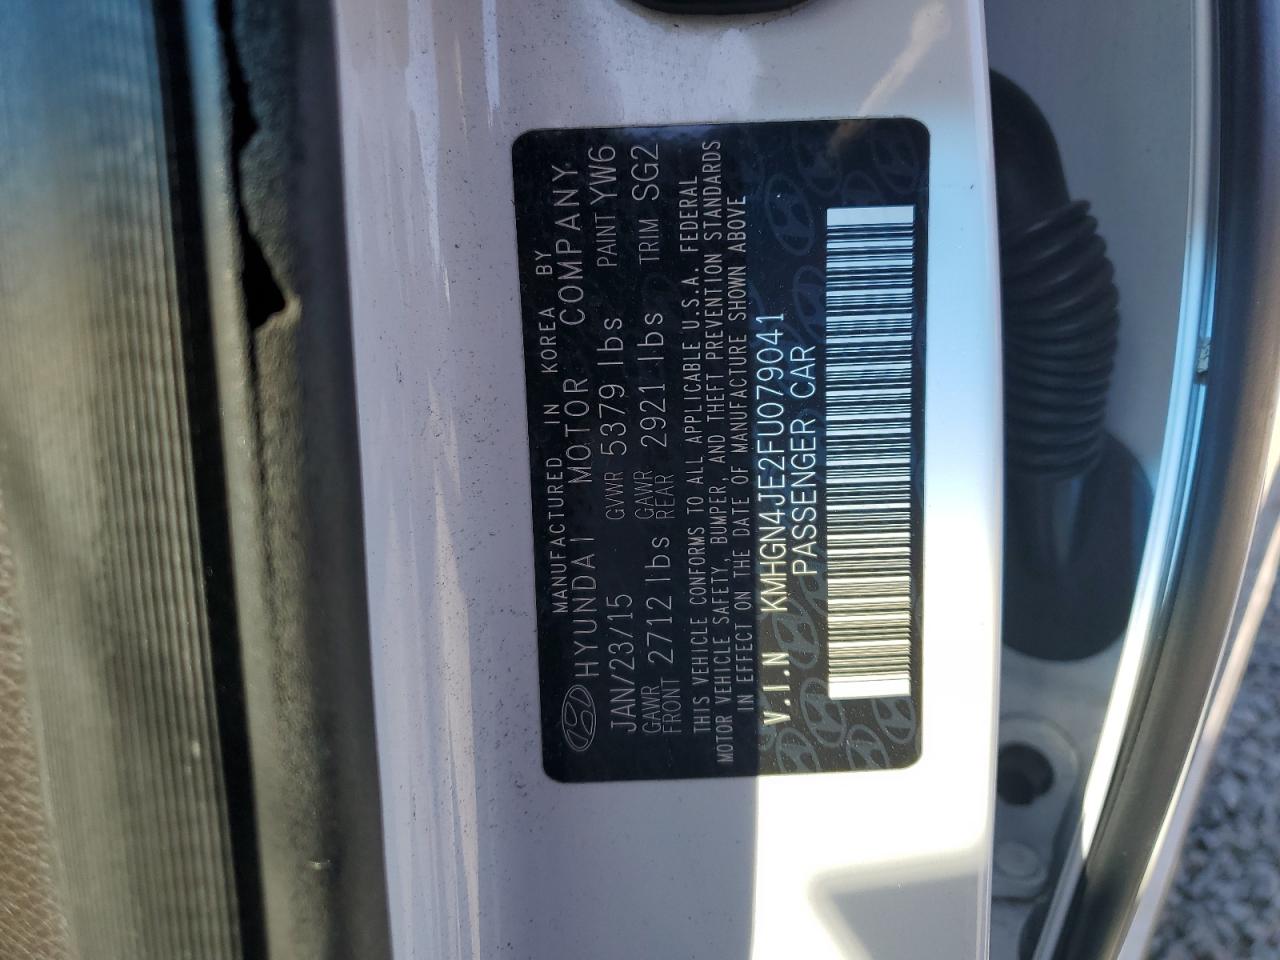 MANUFACTURED IN KOREA BY
HYUNDAI MOTOR COMPANY
JAN/23/15 GVWR 5379 lbs PAINT YW6
GAWR FRONT 2712 lbs GAWR REAR 2921 lbs TRIM SG2
THIS VEHICLE CONFORMS TO ALL APPLICABLE U.S.A. FEDERAL
MOTOR VEHICLE SAFETY, BUMPER, AND THEFT PREVENTION STANDARDS
IN EFFECT ON THE DATE OF MANUFACTURE SHOWN ABOVE
V.I.N KMHGN4JE2FU079041
PASSENGER CAR